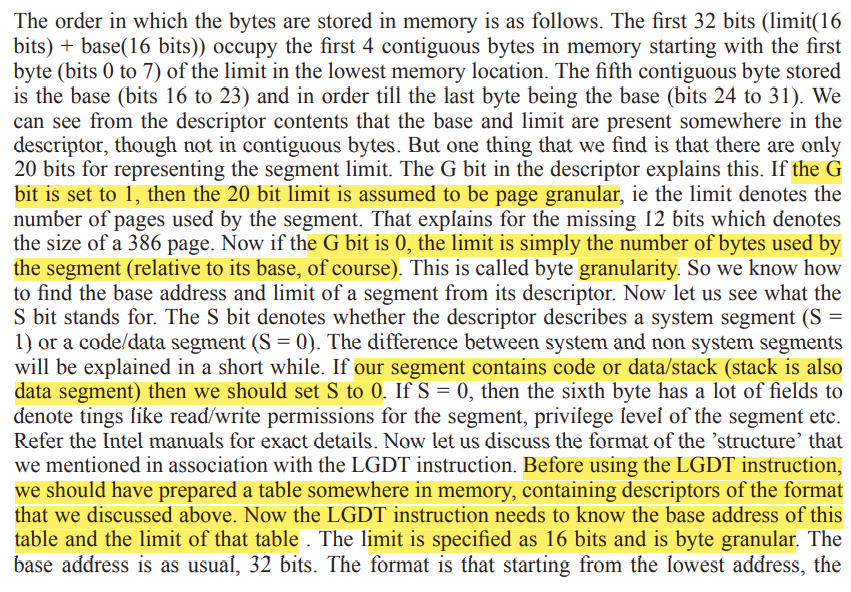 The order in which the bytes are stored in memory is as follows. The first 32 bits (limit(16
bits) + base(16 bits)) occupy the first 4 contiguous bytes in memory starting with the first
byte (bits 0 to 7) of the limit in the lowest memory location. The fifth contiguous byte stored
is the base (bits 16 to 23) and in order till the last byte being the base (bits 24 to 31). We
can see from the descriptor contents that the base and limit are present somewhere in the
descriptor, though not in contiguous bytes. But one thing that we find is that there are only
20 bits for representing the segment limit. The G bit in the descriptor explains this. If the G
bit is set to 1, then the 20 bit limit is assumed to be page granular, ie the limit denotes the
number of pages used by the segment. That explains for the missing 12 bits which denotes
the size of a 386 page. Now if the G bit is 0, the limit is simply the number of bytes used by
the segment (relative to its base, of course). This is called byte granularity. So we know how
to find the base address and limit of a segment from its descriptor. Now let us see what the
S bit stands for. The S bit denotes whether the descriptor describes a system segment (S =
1) or a code/data segment (S = 0). The difference between system and non system segments
will be explained in a short while. If our segment contains code or data/stack (stack is also
data segment) then we should set S to 0. If S = 0, then the sixth byte has a lot of fields to
denote tings like read/write permissions for the segment, privilege level of the segment etc.
Refer the Intel manuals for exact details. Now let us discuss the format of the ’structure’ that
we mentioned in association with the LGDT instruction. Before using the LGDT instruction,
we should have prepared a table somewhere in memory, containing descriptors of the format
that we discussed above. Now the LGDT instruction needs to know the base address of this
table and the limit of that table . The limit is specified as 16 bits and is byte granular. The
base address is as usual, 32 bits. The format is that starting from the lowest address, the